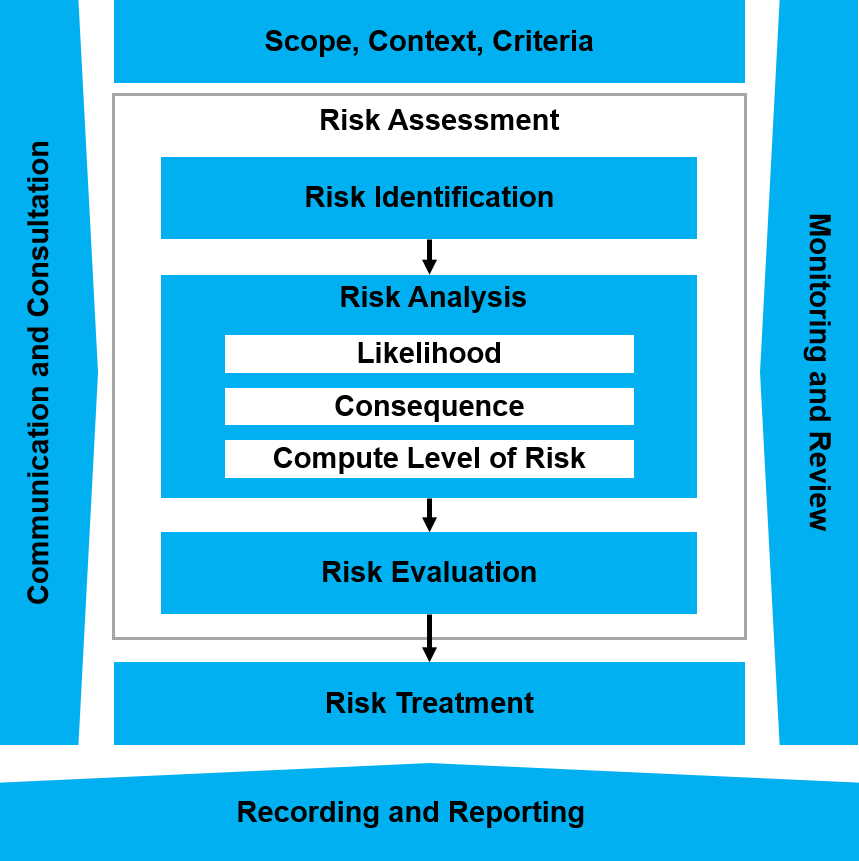 Scope, Context, Criteria
Risk Assessment
Risk Identification
Risk Analysis
Likelihood
Consequence
Compute Level of Risk
Risk Evaluation
Risk Treatment
Communication and Consultation
Monitoring and Review
Recording and Reporting